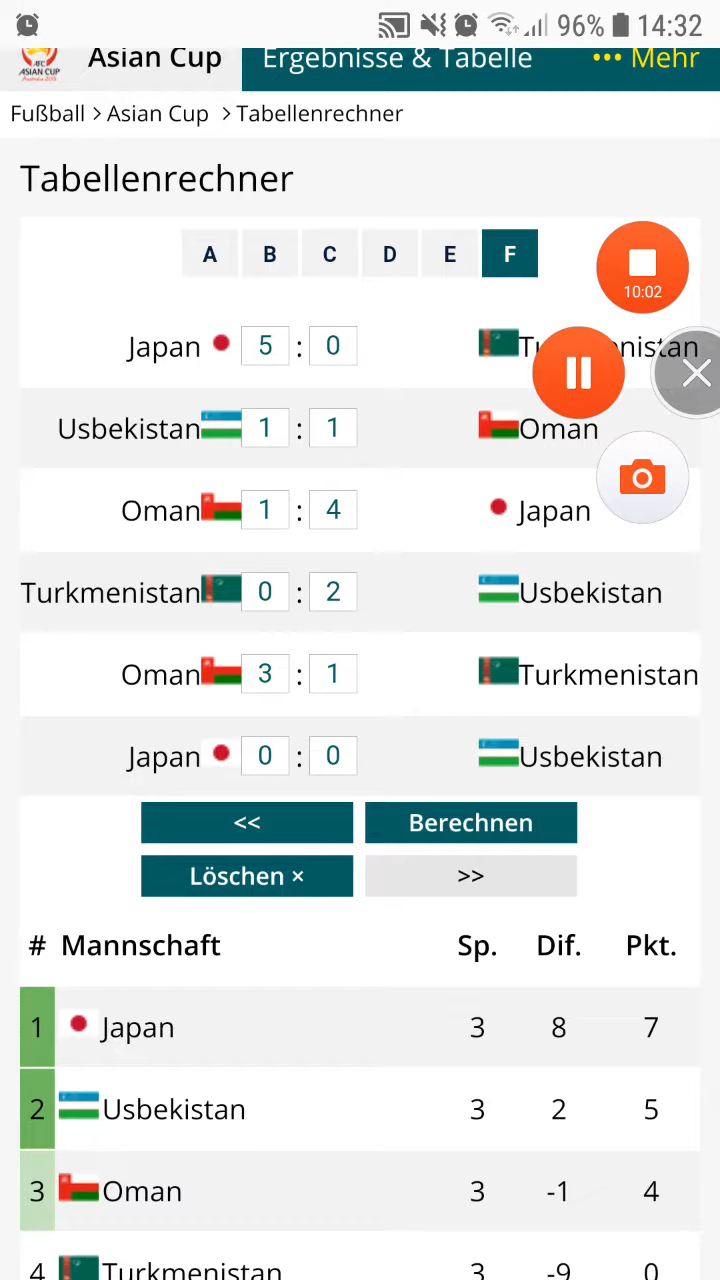 96% 14:32
AFC
ASIAN CUP
Asian Cup Ergebnisse & Tabelle ••• Mehr
Fußball > Asian Cup > Tabellenrechner
Tabellenrechner
A B C D E F
10:02
Japan 5 : 0
Usbekistan 1 : 1 Oman
Oman 1 : 4 Japan
Turkmenistan 0 : 2 Usbekistan
Oman 3 : 1 Turkmenistan
Japan 0 : 0 Usbekistan
<< Berechnen
Löschen × >>
# Mannschaft Sp. Dif. Pkt.
1 Japan 3 8 7
2 Usbekistan 3 2 5
3 Oman 3 -1 4
4 Turkmenistan 3 -9 0